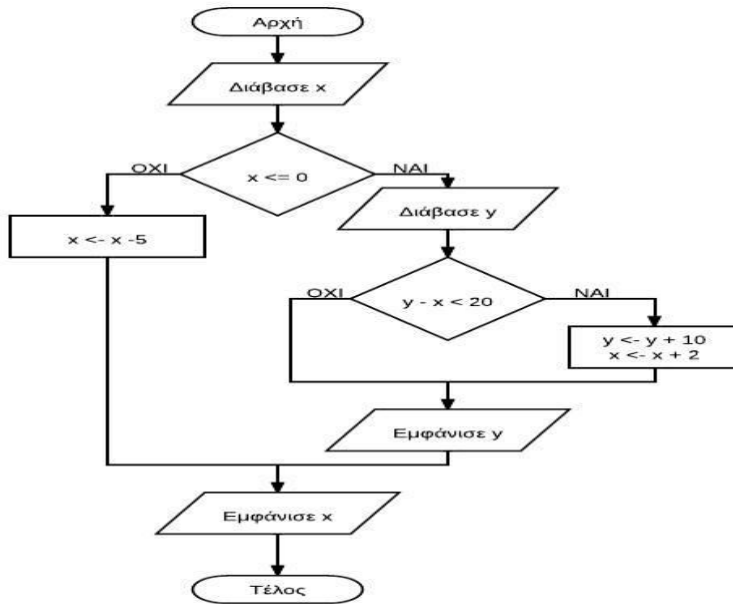 Αρχή
Διάβασε x
x <= 0
ΟΧΙ
ΝΑΙ
x <- x -5
Διάβασε y
y - x < 20
ΟΧΙ
ΝΑΙ
y <- y + 10
x <- x + 2
Εμφάνισε y
Εμφάνισε x
Τέλος